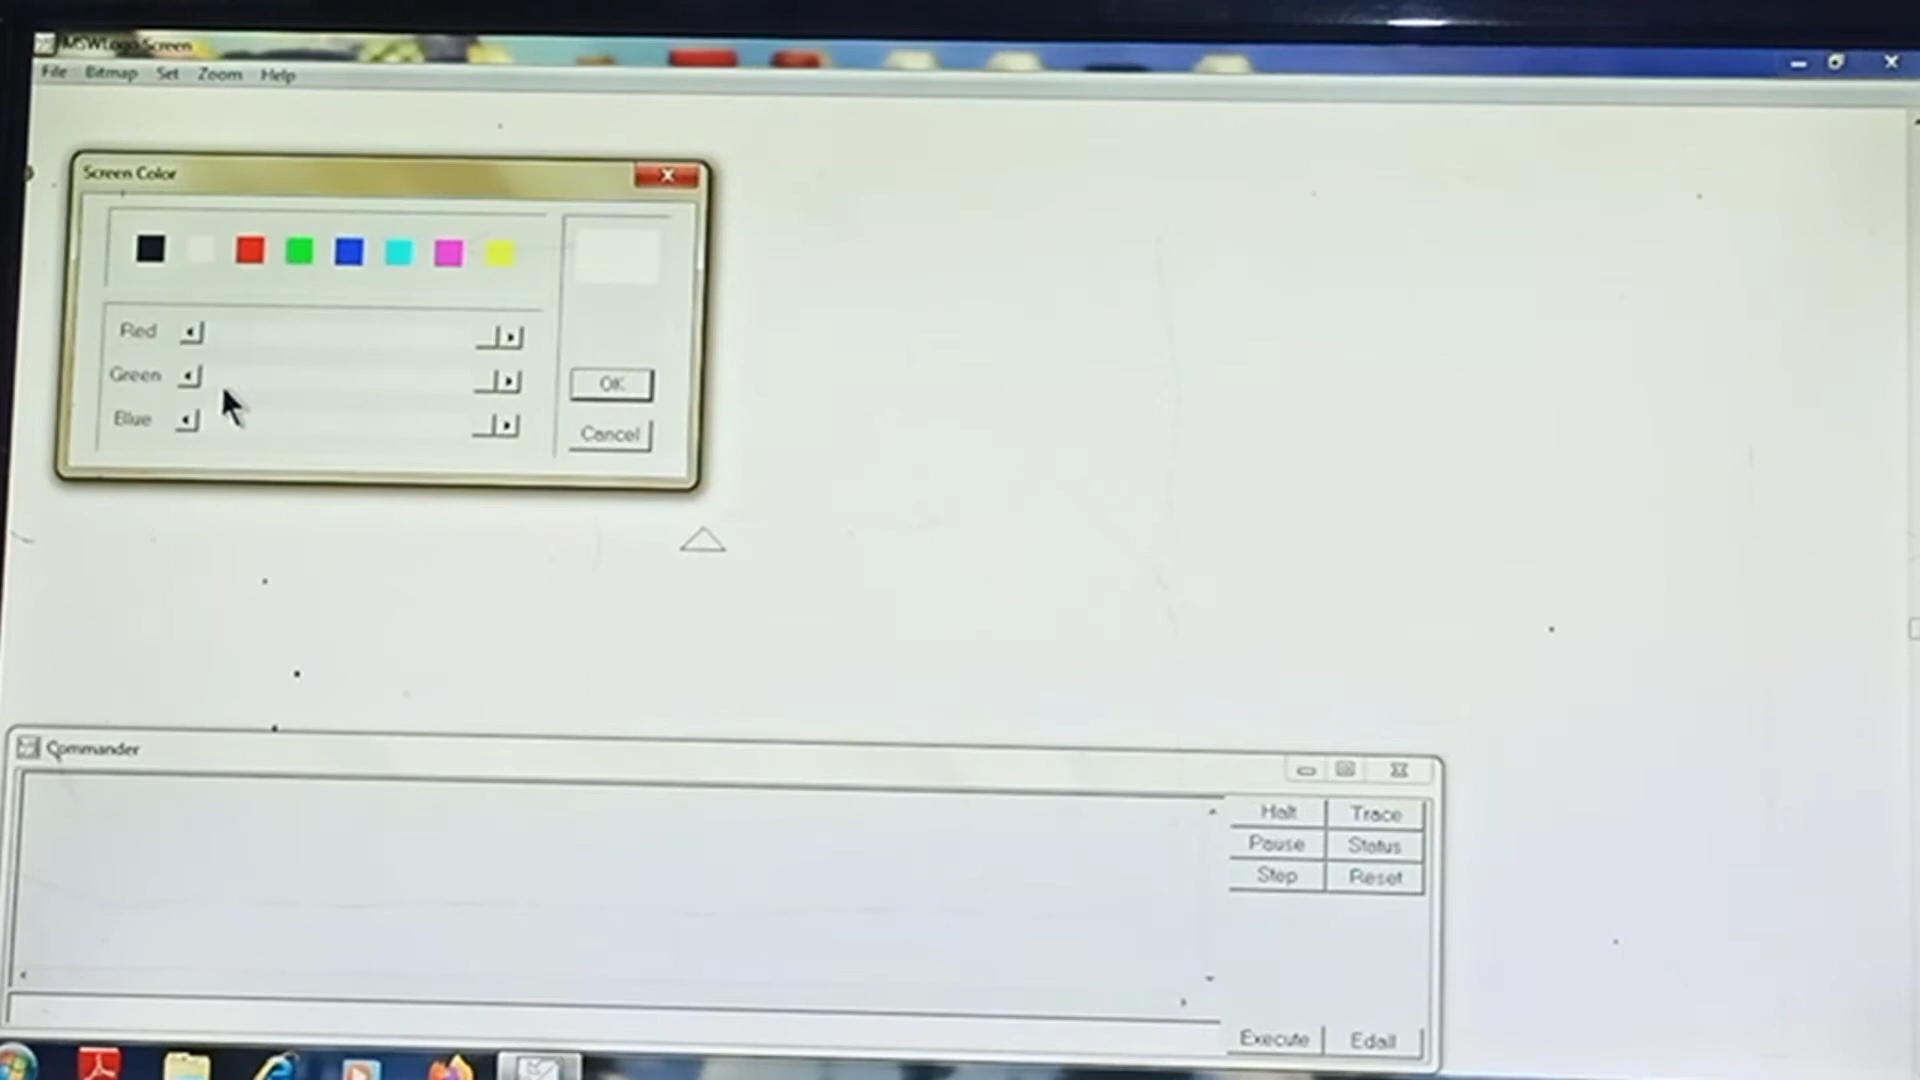 MSWLogo Screen
File Bitmap Set Zoom Help
Screen Color
Red
Green
Blue
OK
Cancel
Commander
Halt Trace
Pause Status
Step Reset
Execute Edall